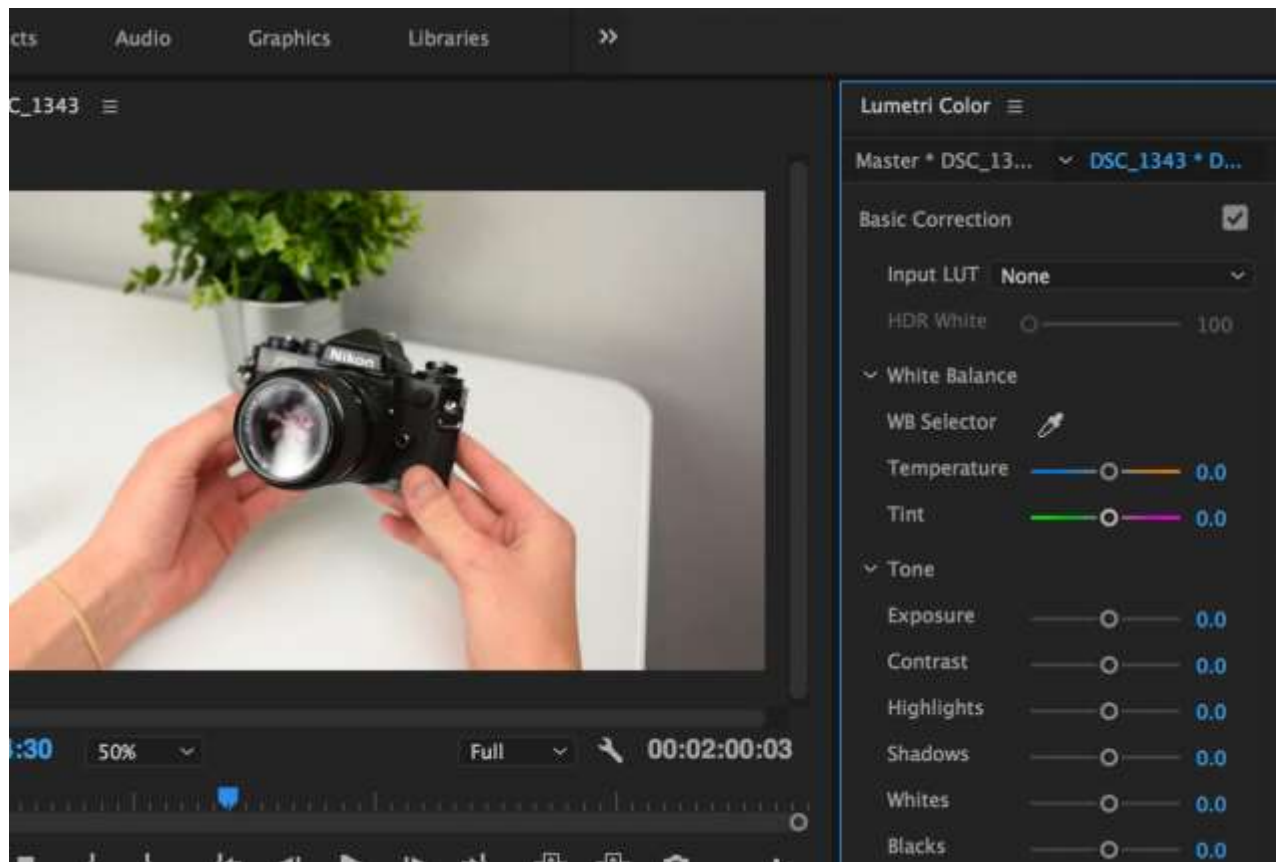 cts Audio Graphics Libraries >>
C_1343
Nikon
:30 50% Full 00:02:00:03
Lumetri Color
Master * DSC_13... DSC_1343 * D...
Basic Correction
Input LUT None
HDR White 100
White Balance
WB Selector
Temperature 0.0
Tint 0.0
Tone
Exposure 0.0
Contrast 0.0
Highlights 0.0
Shadows 0.0
Whites 0.0
Blacks 0.0